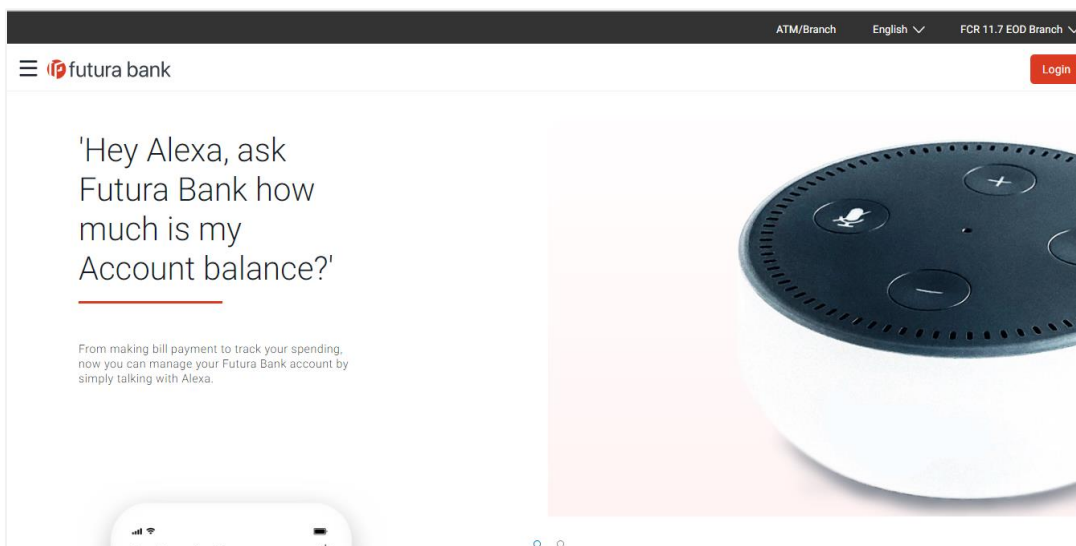 ATM/Branch English FCR 11.7 EOD Branch
futura bank
Login
'Hey Alexa, ask
Futura Bank how
much is my
Account balance?'
From making bill payment to track your spending,
now you can manage your Futura Bank account by
simply talking with Alexa.